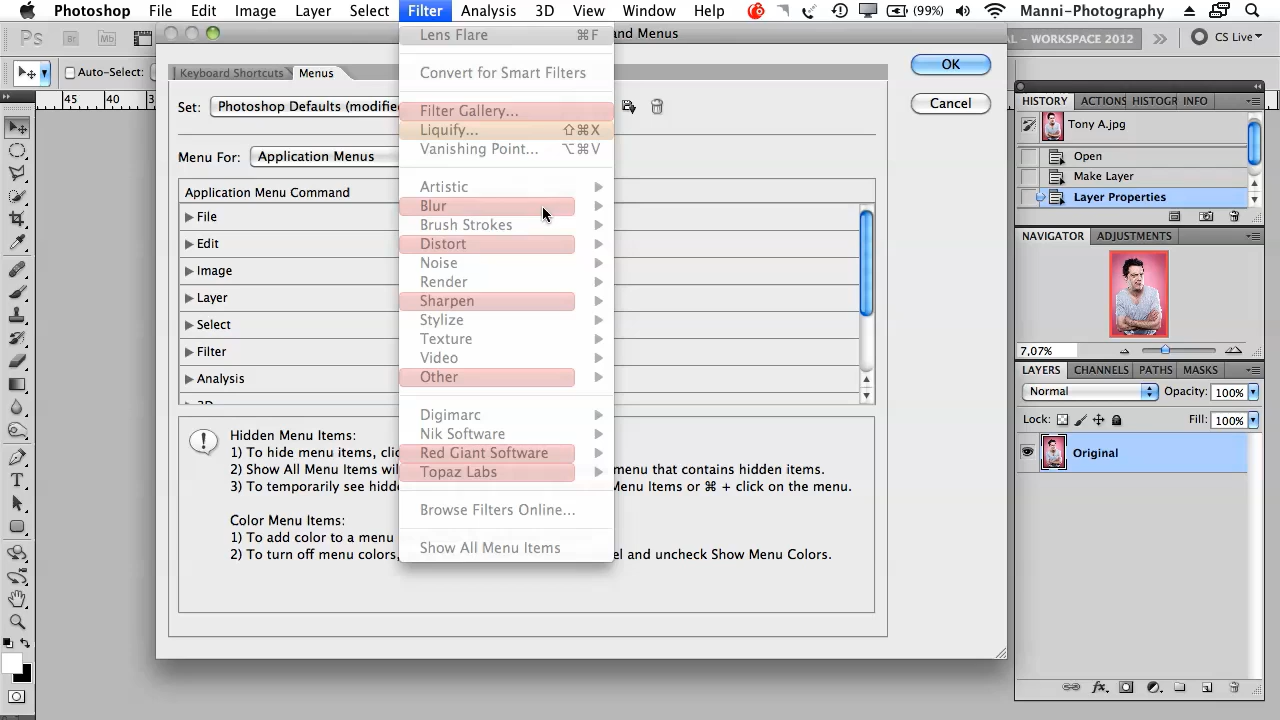 Photoshop File Edit Image Layer Select Filter Analysis 3D View Window Help (99%) Manni-Photography
Ps Br Mb - WORKSPACE 2012 CS Live
Auto-Select:
45 40
and Menus
Keyboard Shortcuts Menus
Set: Photoshop Defaults (modifie
Menu For: Application Menus
Application Menu Command
File
Edit
Image
Layer
Select
Filter
Analysis
OK
Cancel
Lens Flare ⌘F
Convert for Smart Filters
Filter Gallery...
Liquify... ⇧⌘X
Vanishing Point... ⌥⌘V
Artistic
Blur
Brush Strokes
Distort
Noise
Render
Sharpen
Stylize
Texture
Video
Other
Digimarc
Nik Software
Red Giant Software
Topaz Labs
Browse Filters Online...
Show All Menu Items
Hidden Menu Items:
1) To hide menu items, clic
2) Show All Menu Items wil menu that contains hidden items.
3) To temporarily see hidd Menu Items or ⌘ + click on the menu.
Color Menu Items:
1) To add color to a menu
2) To turn off menu colors, el and uncheck Show Menu Colors.
HISTORY ACTIONS HISTOGR INFO
Tony A.jpg
Open
Make Layer
Layer Properties
NAVIGATOR ADJUSTMENTS
7,07%
LAYERS CHANNELS PATHS MASKS
Normal Opacity: 100%
Lock: Fill: 100%
Original